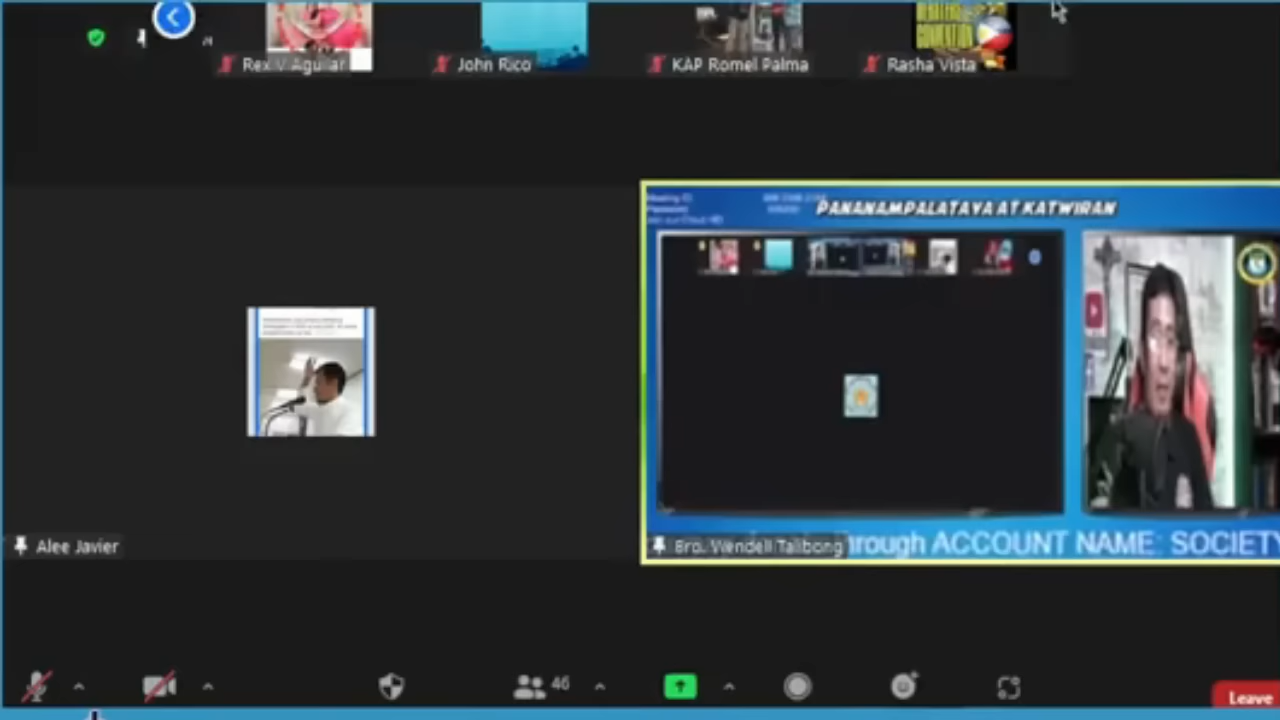 Rex V Aguilar
John Rico
KAP Romel Palma
Rasha Vista
PANANAMPALATAYA AT KATWIRAN
Alee Javier
Bro. Wendell Talibong
through ACCOUNT NAME: SOCIETY
46
Leave